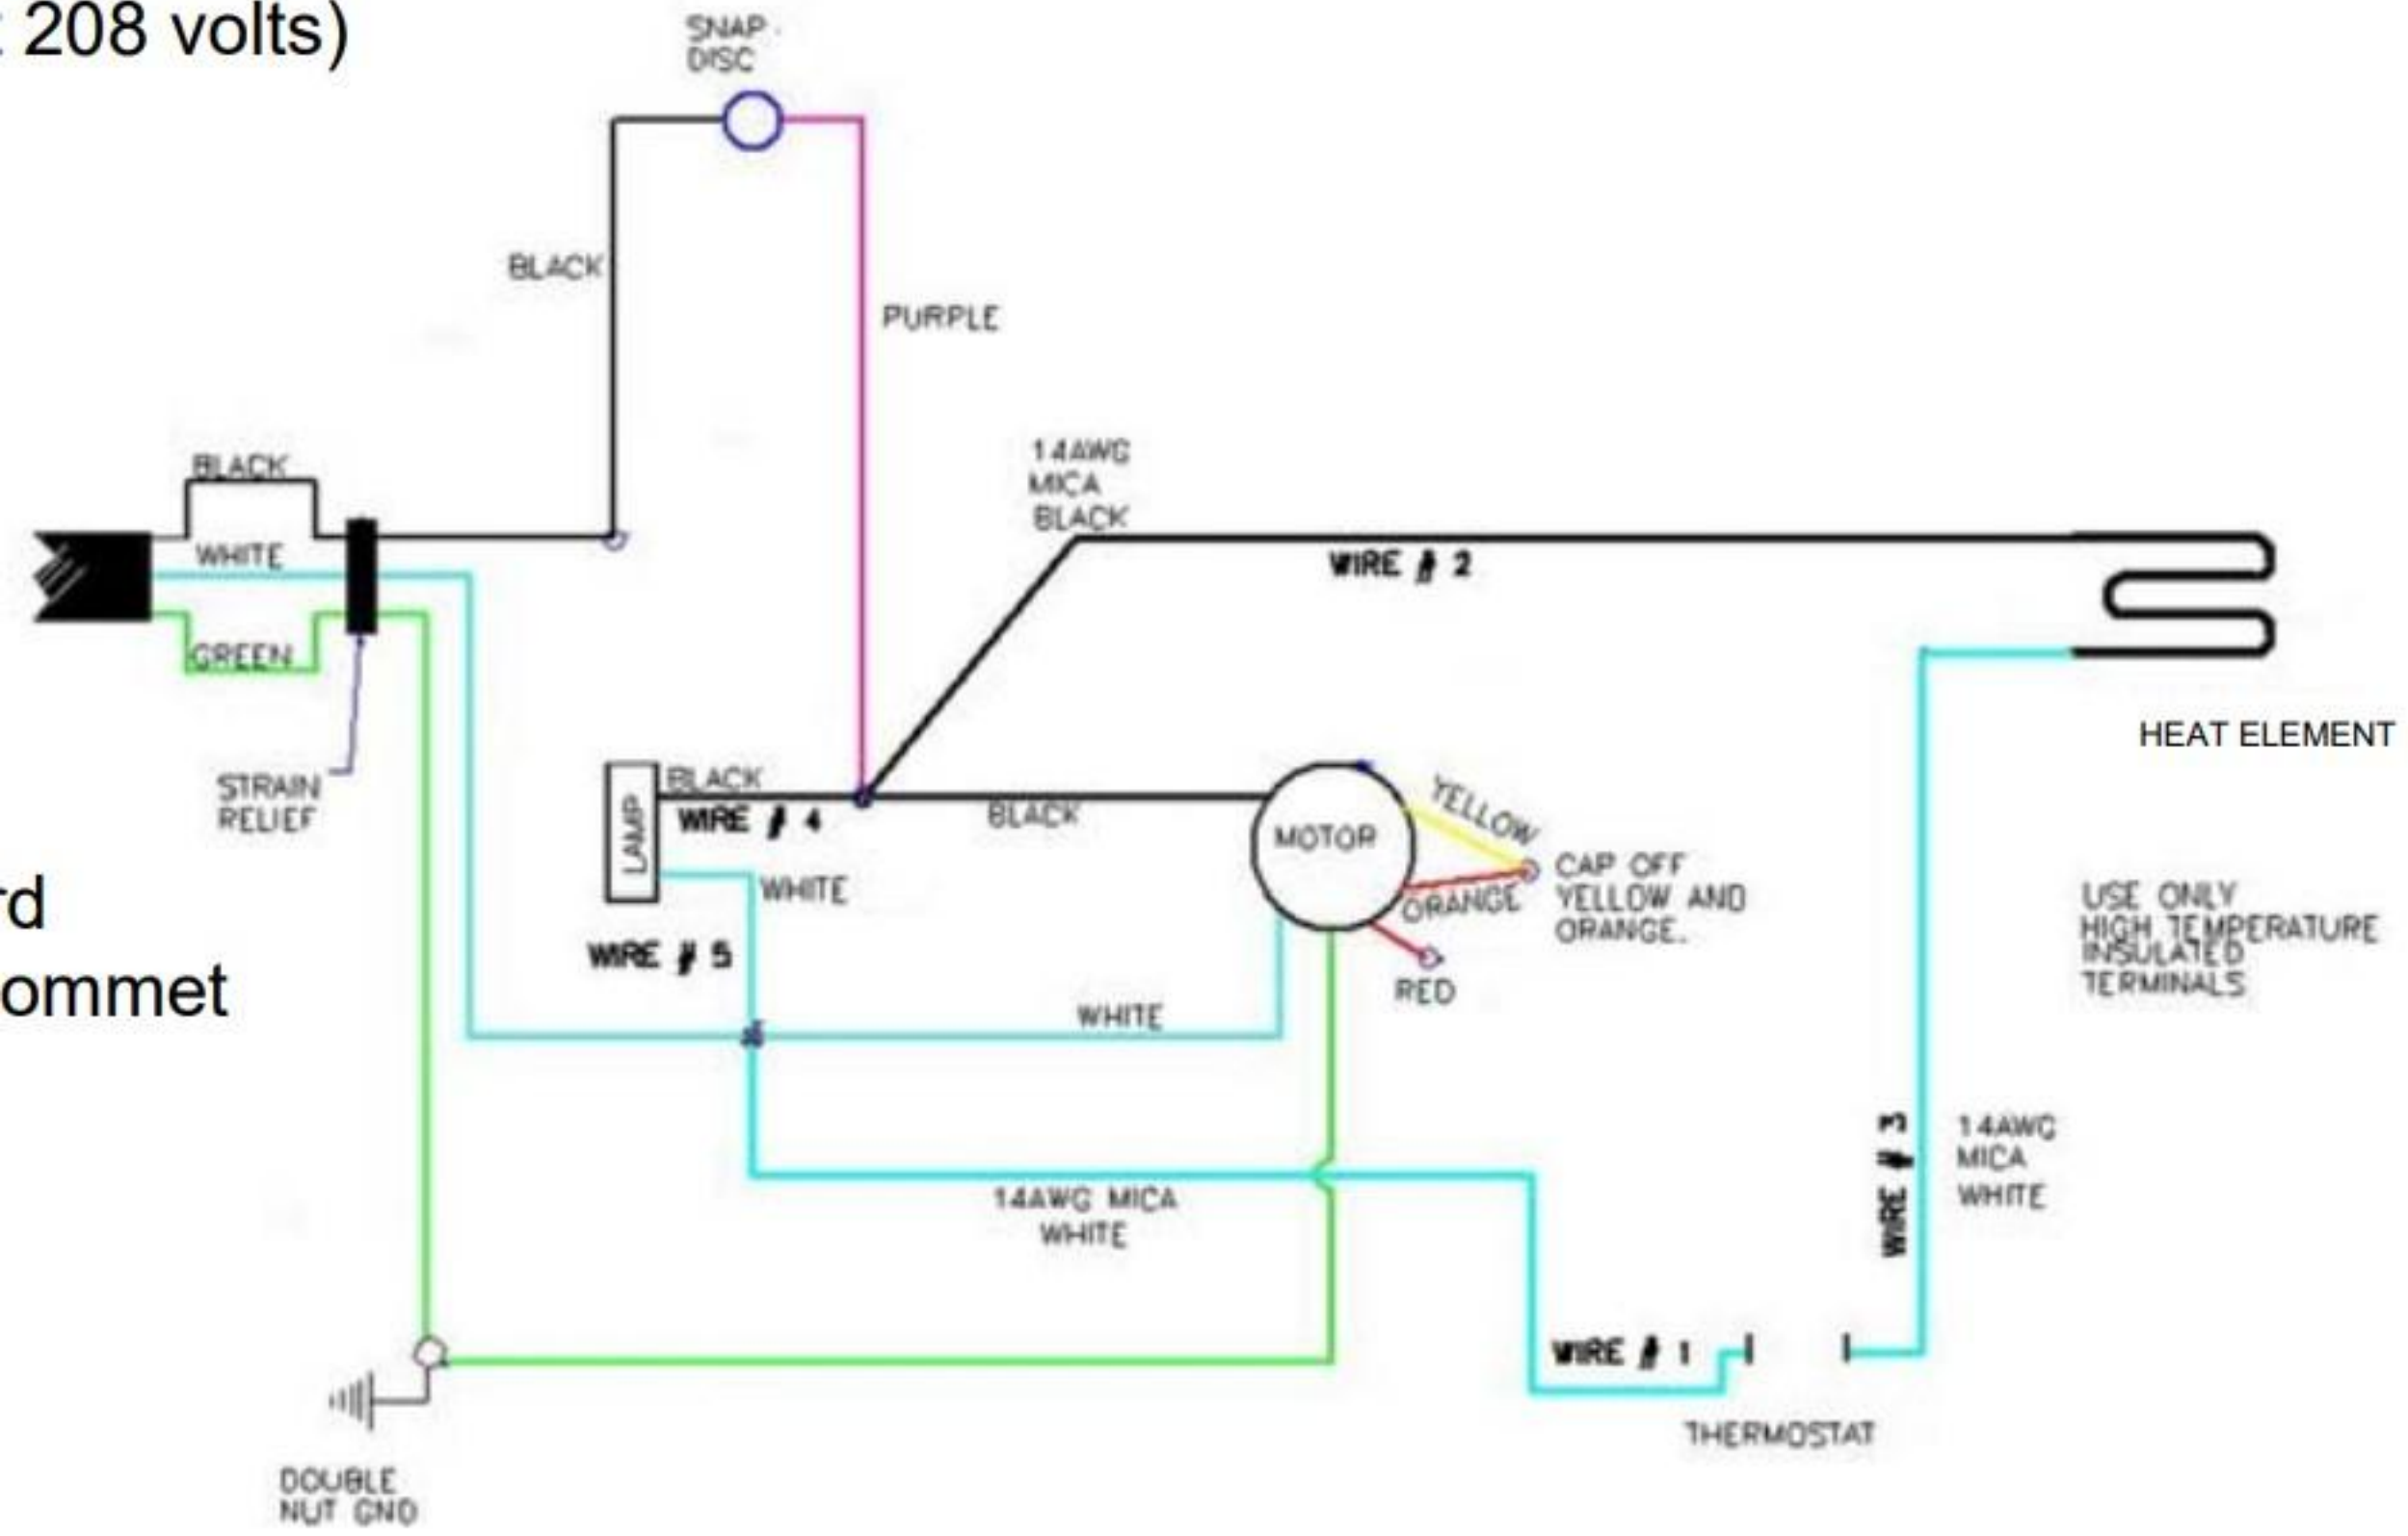 t 208 volts)
SNAP
DISC
BLACK
PURPLE
14AWG
MICA
BLACK
BLACK
WHITE
GREEN
WIRE # 2
STRAIN
RELIEF
HEAT ELEMENT
LAMP
BLACK
WIRE # 4
BLACK
WHITE
WIRE # 5
MOTOR
YELLOW
ORANGE
RED
CAP OFF
YELLOW AND
ORANGE.
USE ONLY
HIGH TEMPERATURE
INSULATED
TERMINALS
rd
ommet
WHITE
14AWG MICA
WHITE
WIRE # 3
14AWG
MICA
WHITE
WIRE # 1
THERMOSTAT
DOUBLE
NUT GND